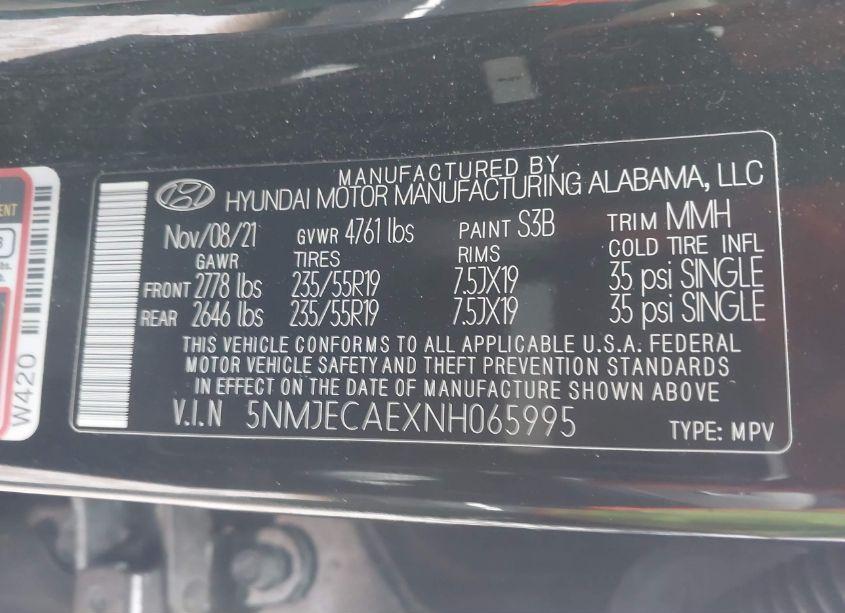 MANUFACTURED BY
HYUNDAI MOTOR MANUFACTURING ALABAMA, LLC
Nov/08/21 GVWR 4761 lbs PAINT S3B TRIM MMH
GAWR TIRES RIMS COLD TIRE INFL
FRONT 2778 lbs 235/55R19 7.5JX19 35 psi SINGLE
REAR 2646 lbs 235/55R19 7.5JX19 35 psi SINGLE
THIS VEHICLE CONFORMS TO ALL APPLICABLE U.S.A. FEDERAL
MOTOR VEHICLE SAFETY AND THEFT PREVENTION STANDARDS
IN EFFECT ON THE DATE OF MANUFACTURE SHOWN ABOVE
V.I.N 5NMJECAEXNH065995 TYPE: MPV
W420